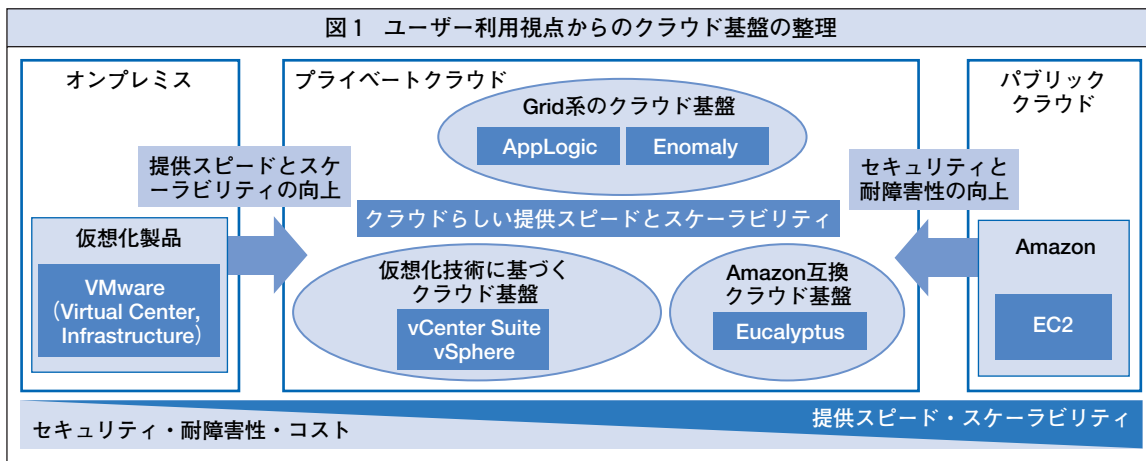 図1 ユーザー利用視点からのクラウド基盤の整理
オンプレミス
提供スピードとスケ
ーラビリティの向上
仮想化製品
VMware
(Virtual Center,
Infrastructure)
プライベートクラウド
Grid系のクラウド基盤
AppLogic
Enomaly
クラウドらしい提供スピードとスケーラビリティ
仮想化技術に基づく
クラウド基盤
vCenter Suite
vSphere
Amazon互換
クラウド基盤
Eucalyptus
パブリック
クラウド
セキュリティと
耐障害性の向上
Amazon
EC2
セキュリティ・耐障害性・コスト
提供スピード・スケーラビリティ